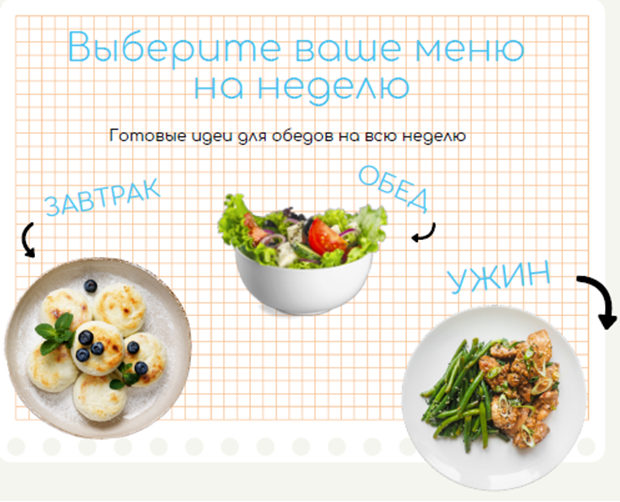 Выберите ваше меню
на неделю
Готовые идеи для обедов на всю неделю
ЗАВТРАК
ОБЕД
УЖИН